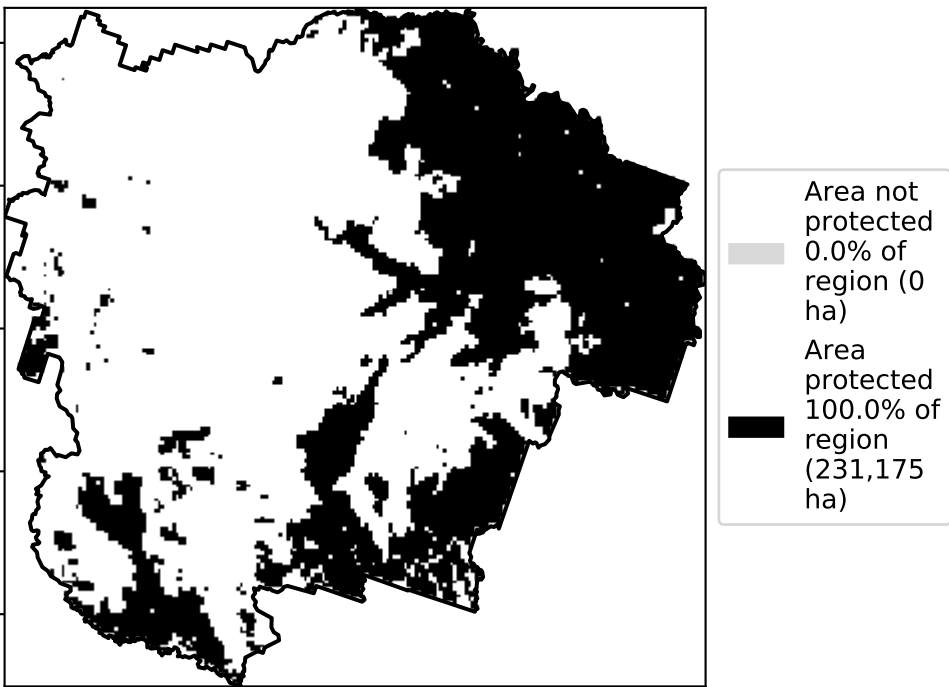 Area not
protected
0.0% of
region (0
ha)
Area
protected
100.0% of
region
(231,175
ha)